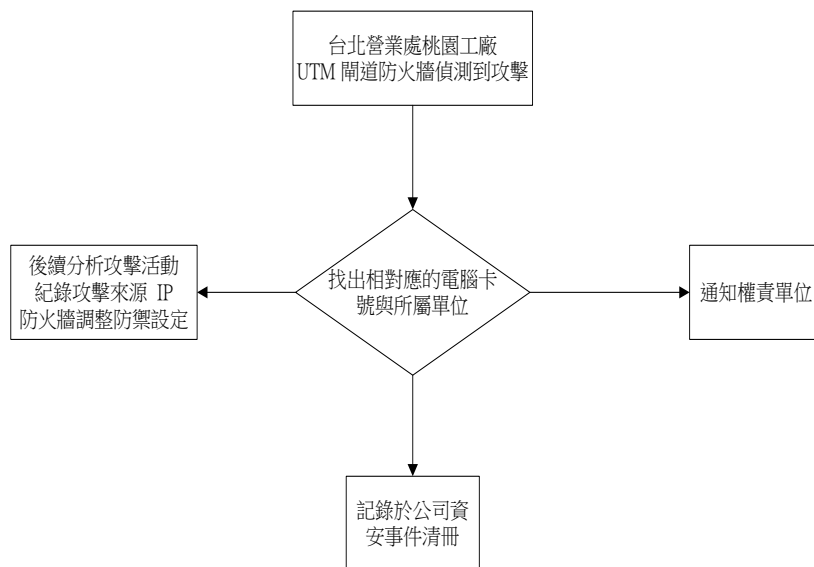 台北營業處桃園工廠
UTM 閘道防火牆偵測到攻擊
找出相對應的電腦卡
號與所屬單位
後續分析攻擊活動
紀錄攻擊來源 IP
防火牆調整防禦設定
通知權責單位
記錄於公司資
安事件清冊